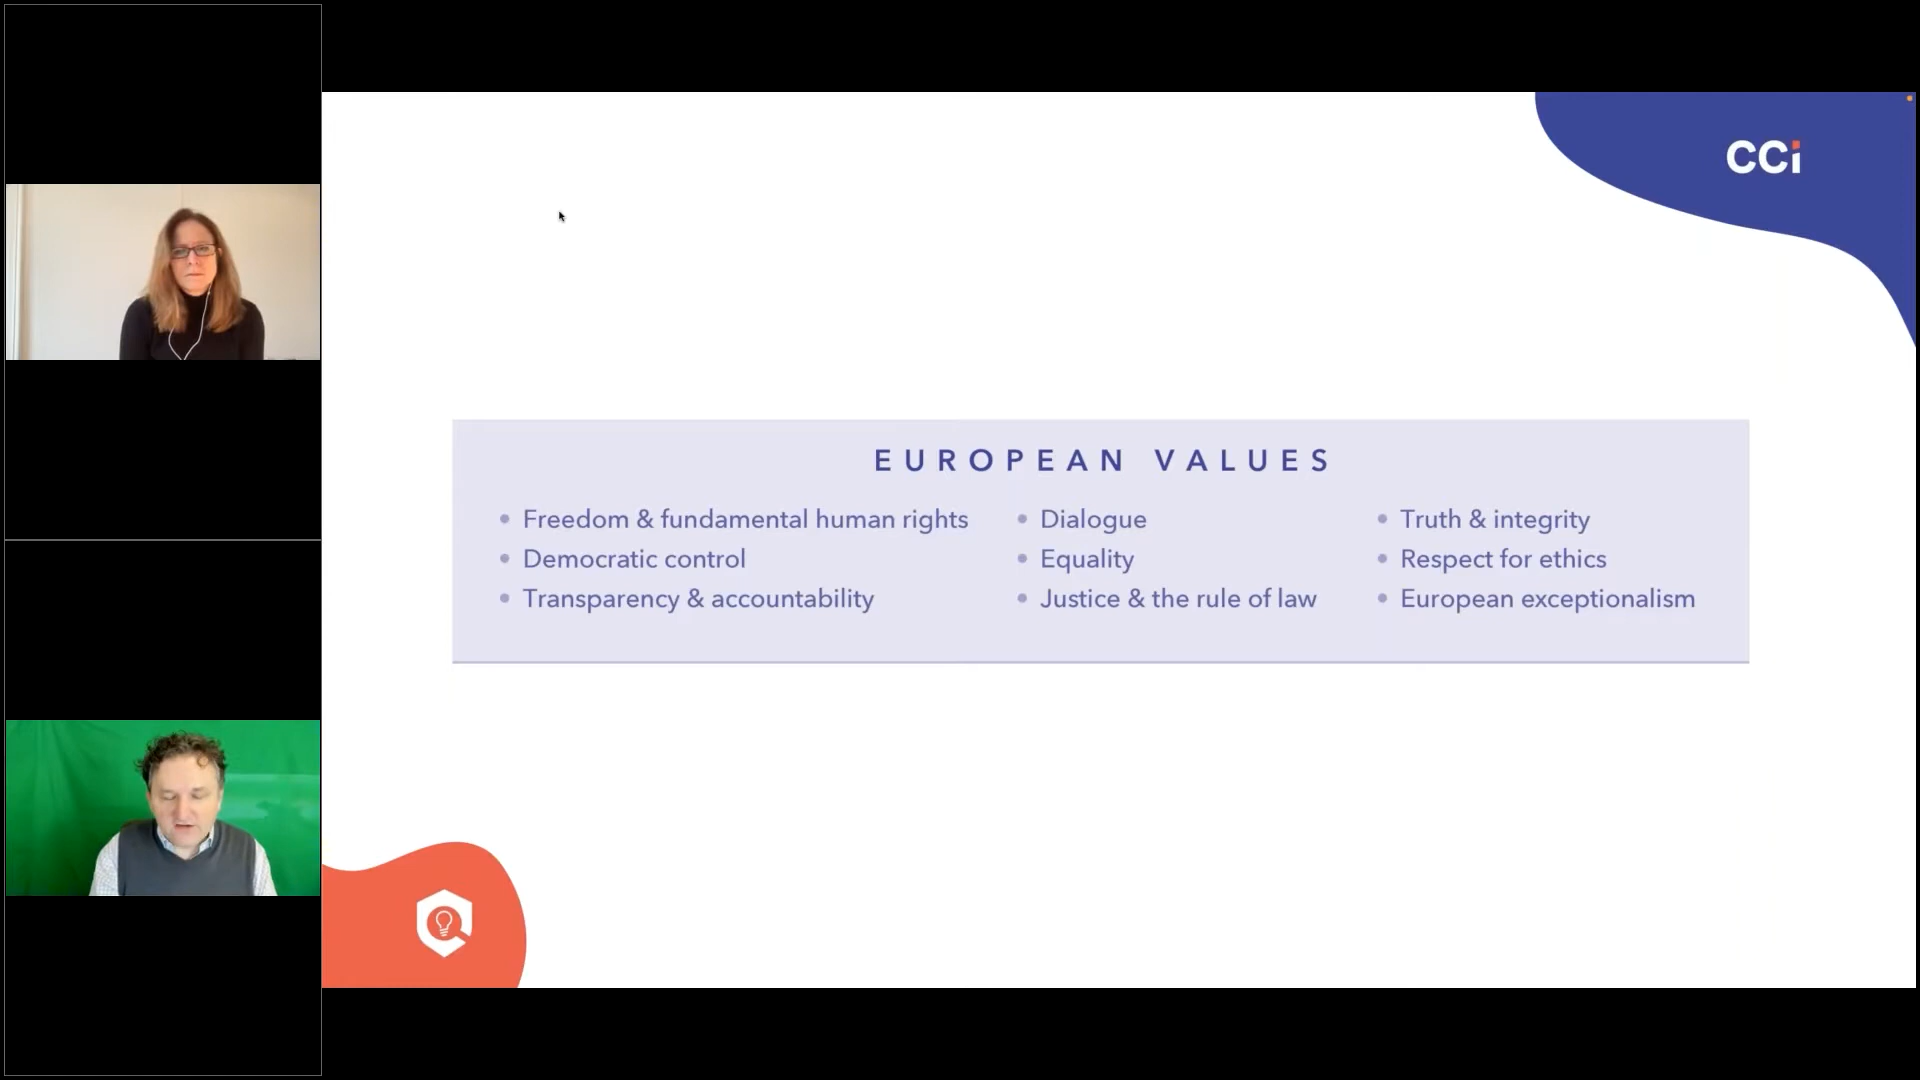 CCi
EUROPEAN VALUES
• Freedom & fundamental human rights
• Democratic control
• Transparency & accountability
• Dialogue
• Equality
• Justice & the rule of law
• Truth & integrity
• Respect for ethics
• European exceptionalism